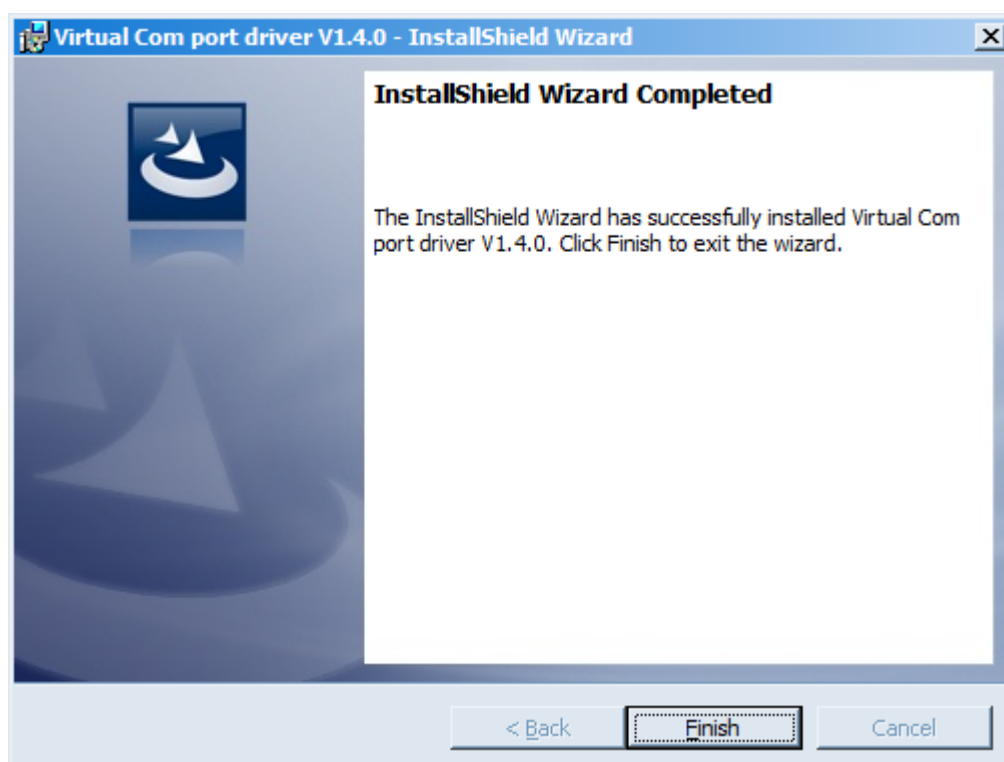 Virtual Com port driver V1.4.0 - InstallShield Wizard
InstallShield Wizard Completed
The InstallShield Wizard has successfully installed Virtual Com
port driver V1.4.0. Click Finish to exit the wizard.
< Back
Finish
Cancel